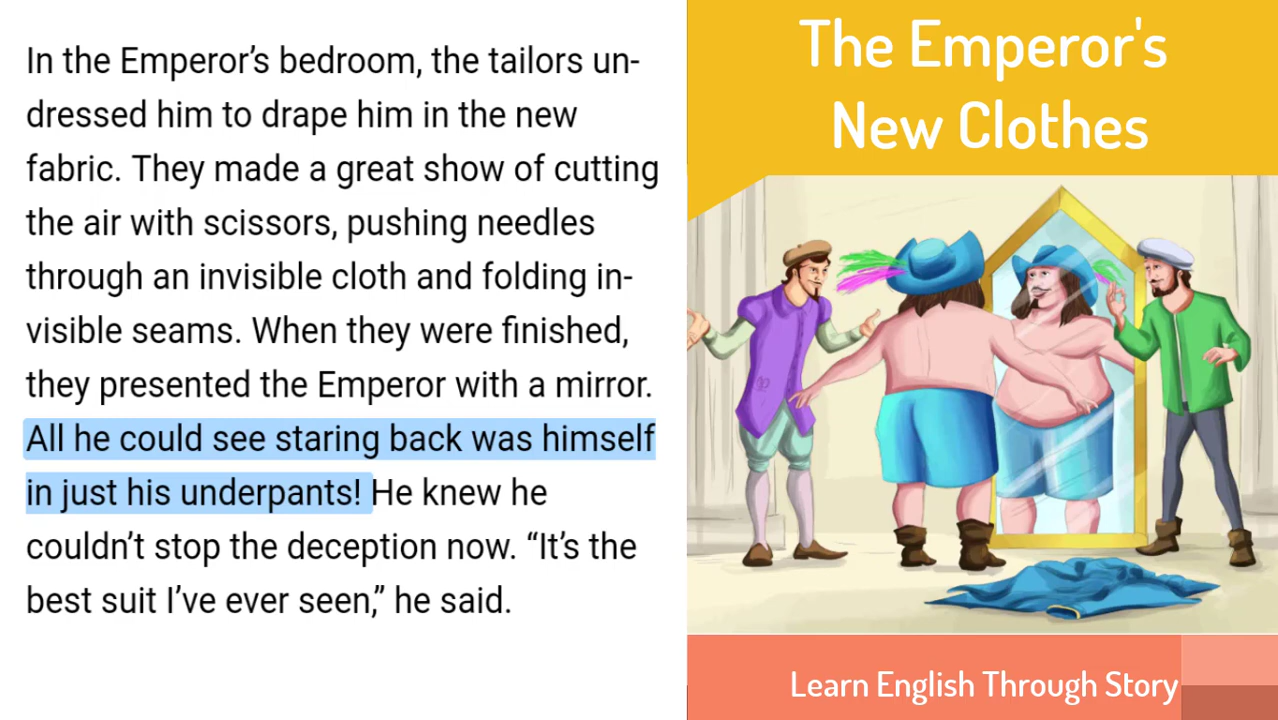 In the Emperor’s bedroom, the tailors un-
dressed him to drape him in the new
fabric. They made a great show of cutting
the air with scissors, pushing needles
through an invisible cloth and folding in-
visible seams. When they were finished,
they presented the Emperor with a mirror.
All he could see staring back was himself
in just his underpants! He knew he
couldn’t stop the deception now. “It’s the
best suit I’ve ever seen,” he said.
The Emperor's
New Clothes
Learn English Through Story